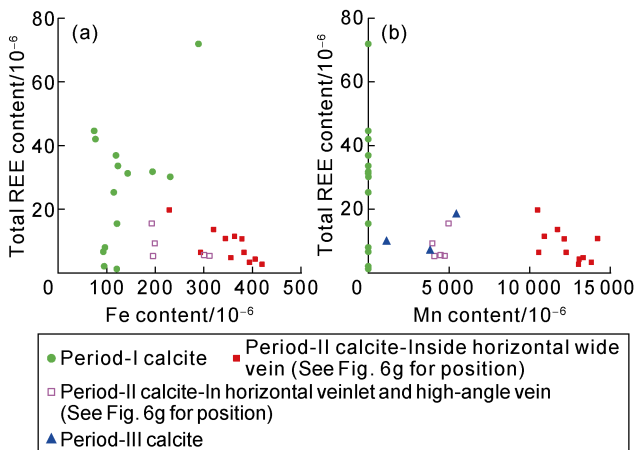 (a)
Total REE content/10⁻⁶
80
60
40
20
0
100
200
300
400
500
Fe content/10⁻⁶
(b)
Total REE content/10⁻⁶
80
60
40
20
0
5 000
10 000
15 000
Mn content/10⁻⁶
Period-I calcite
Period-II calcite-Inside horizontal wide
vein (See Fig. 6g for position)
Period-II calcite-In horizontal veinlet and high-angle vein
(See Fig. 6g for position)
Period-III calcite